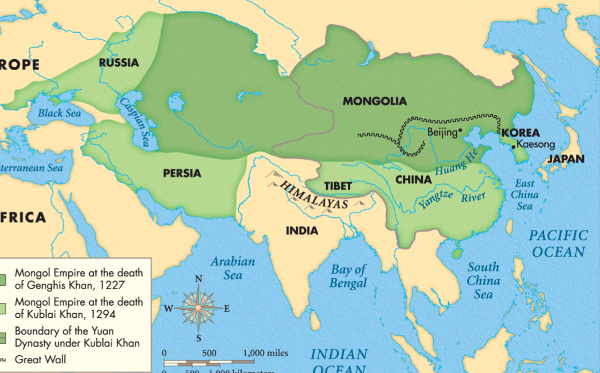 RUSSIA
ROPE
MONGOLIA
Black Sea
Caspian Sea
Beijing
KOREA
Kaesong
Huang He
JAPAN
terranean Sea
PERSIA
TIBET
CHINA
HIMALAYAS
Yangtze River
East
China
Sea
FRICA
INDIA
PACIFIC
OCEAN
Arabian
Sea
Bay of
Bengal
South
China
Sea
Mongol Empire at the death
of Genghis Khan, 1227
Mongol Empire at the death
of Kublai Khan, 1294
Boundary of the Yuan
Dynasty under Kublai Khan
Great Wall
N
W
E
S
0 500 1,000 miles
0 500 1,000 kilometers
INDIAN
OCEAN